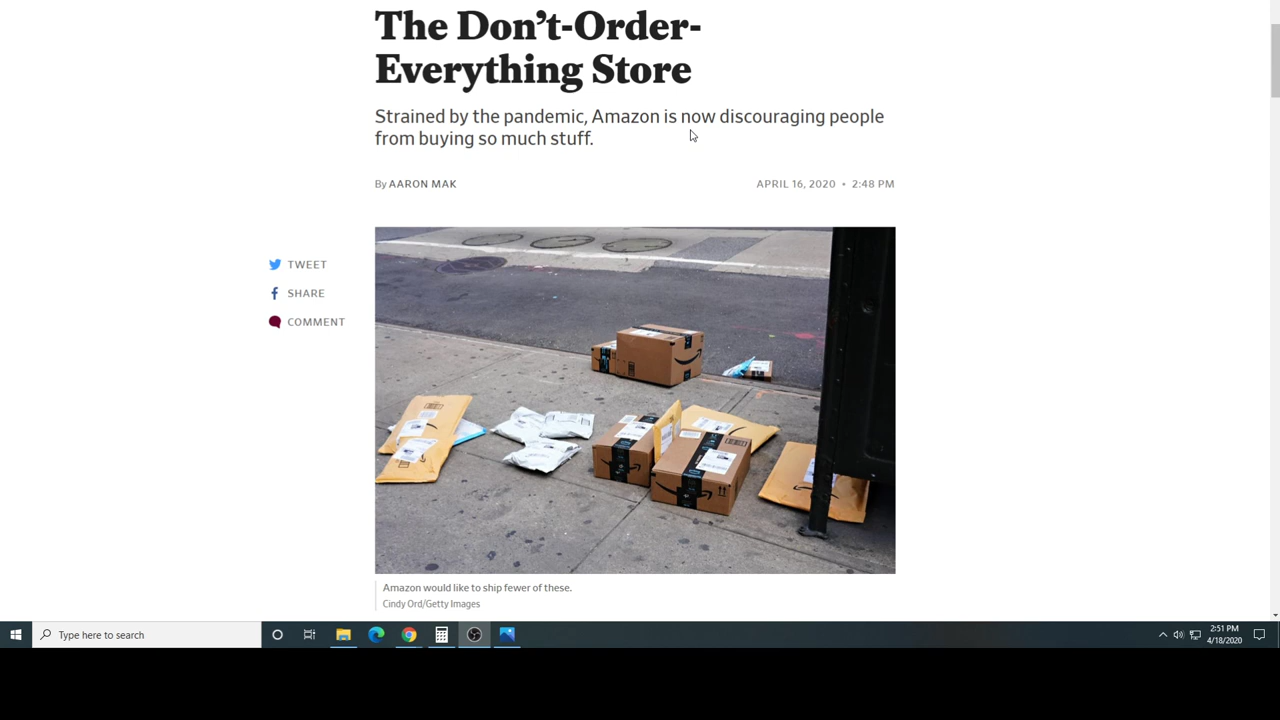 The Don't-Order-
Everything Store
Strained by the pandemic, Amazon is now discouraging people
from buying so much stuff.
By AARON MAK
APRIL 16, 2020 • 2:48 PM
TWEET
SHARE
COMMENT
Amazon would like to ship fewer of these.
Cindy Ord/Getty Images
Type here to search
2:51 PM
4/18/2020